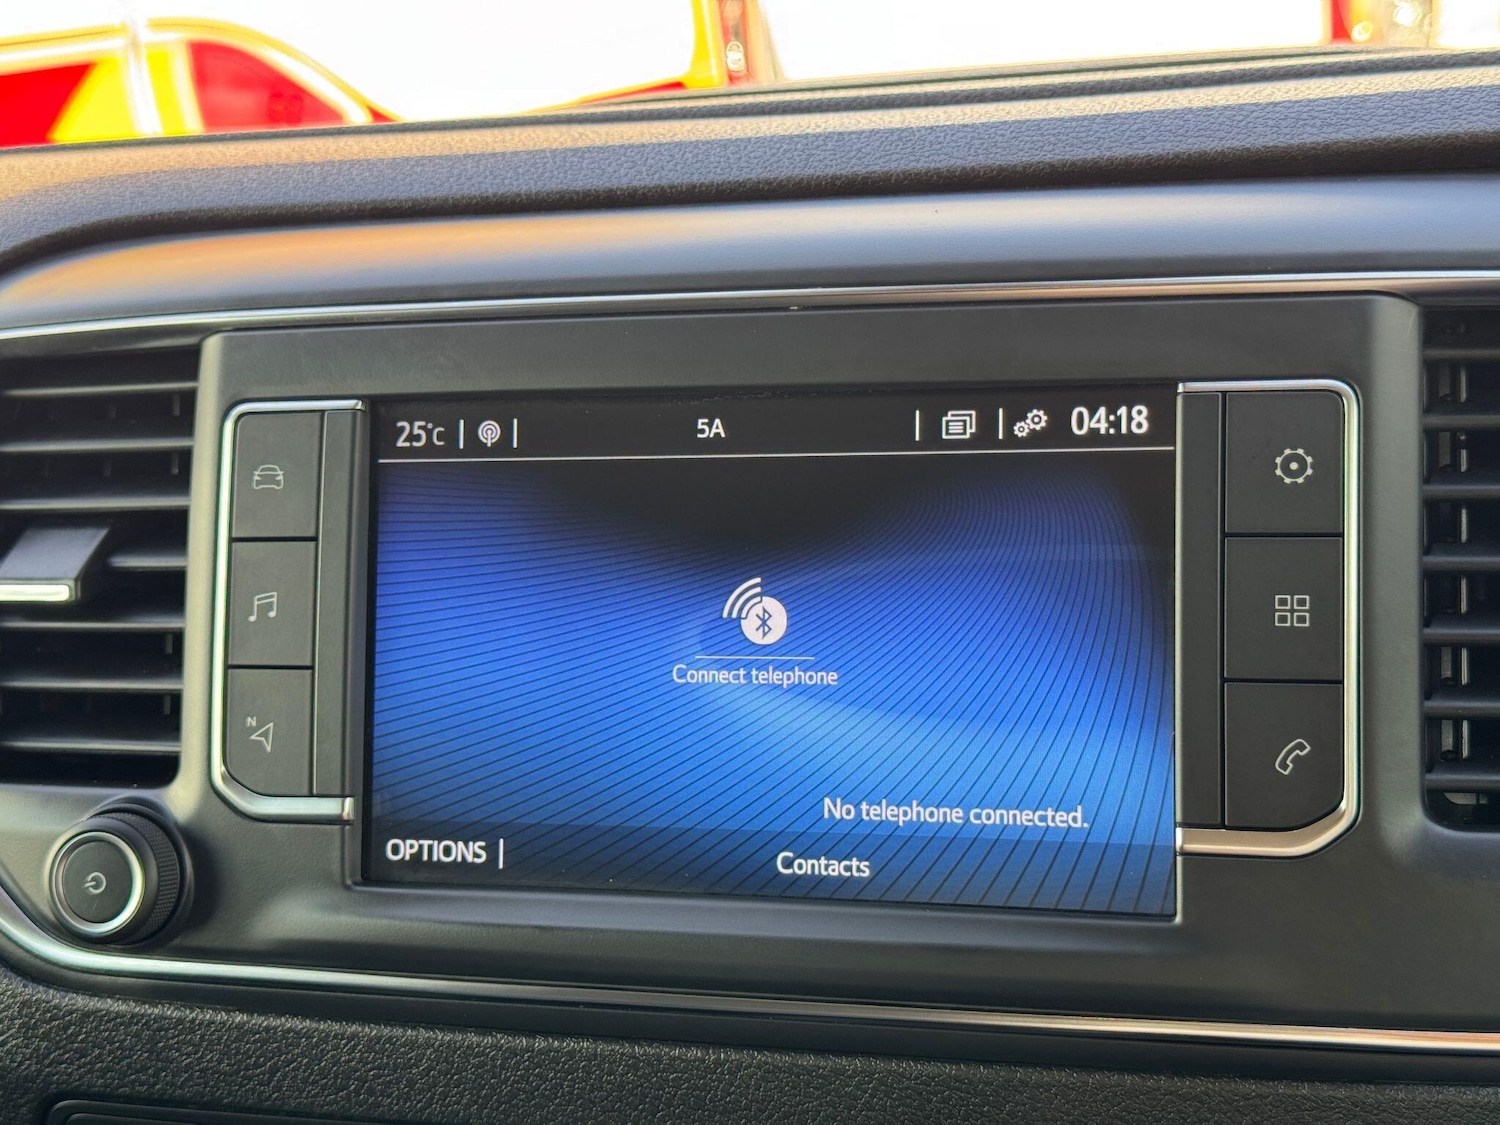 25°C 5A 04:18
N
Connect telephone
No telephone connected.
OPTIONS Contacts